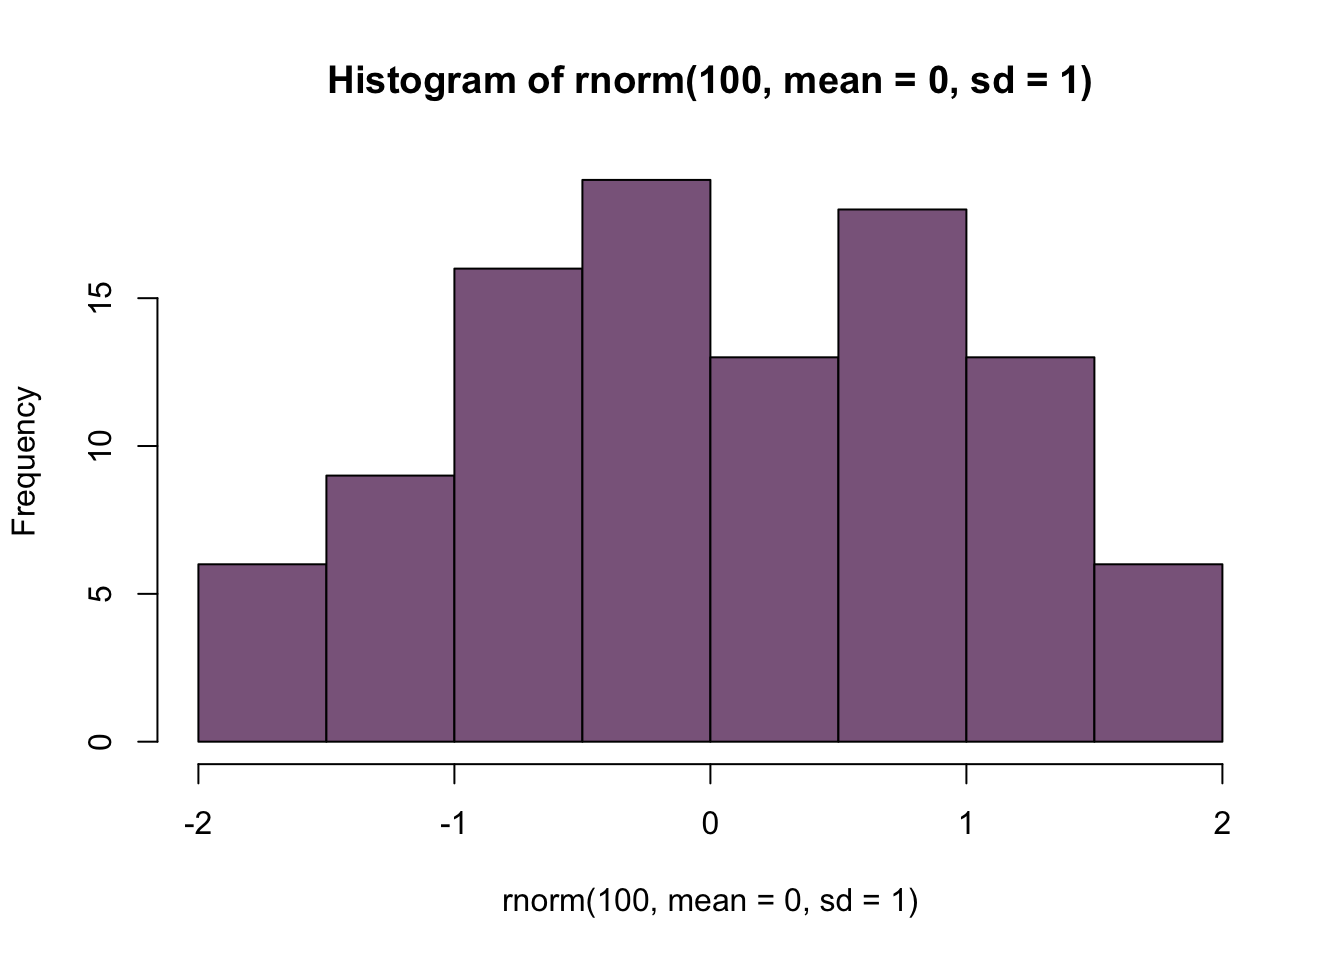 Histogram of rnorm(100, mean = 0, sd = 1)
Frequency
15
10
5
0
-2 -1 0 1 2
rnorm(100, mean = 0, sd = 1)